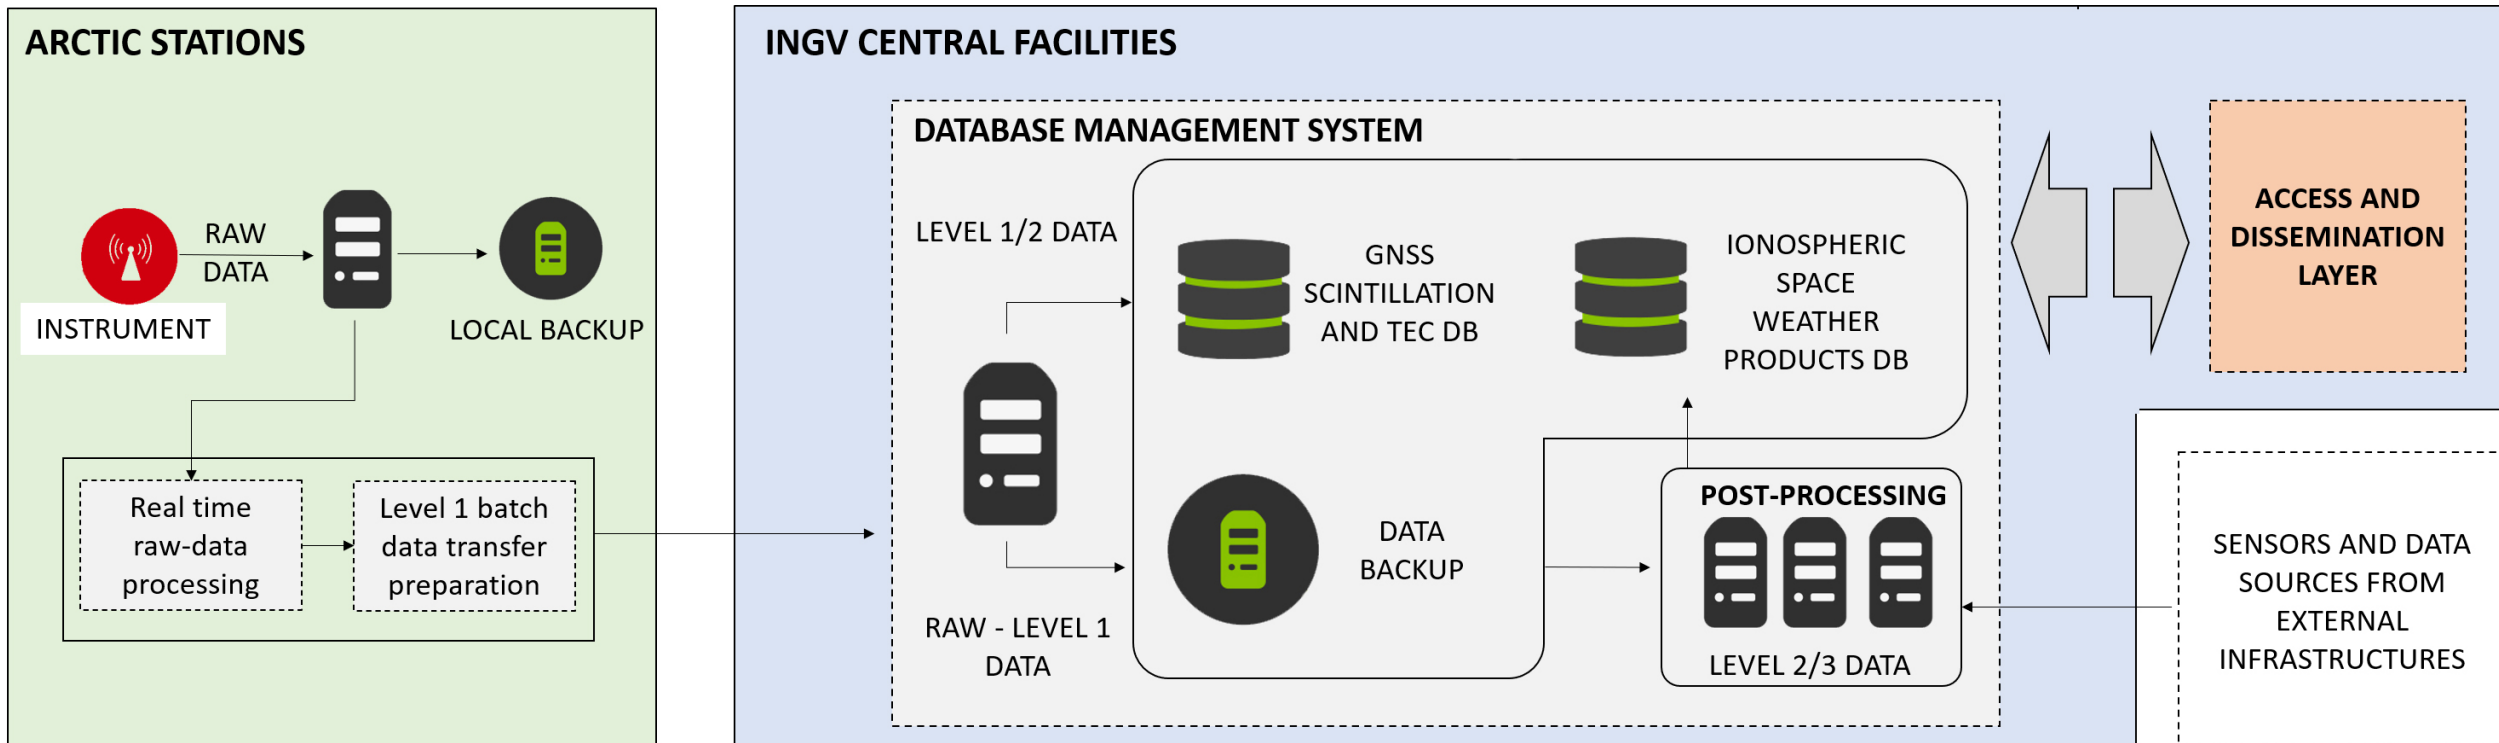 ARCTIC STATIONS
RAW
DATA
INSTRUMENT
LOCAL BACKUP
Real time
raw-data
processing
Level 1 batch
data transfer
preparation
INGV CENTRAL FACILITIES
DATABASE MANAGEMENT SYSTEM
LEVEL 1/2 DATA
GNSS
SCINTILLATION
AND TEC DB
IONOSPHERIC
SPACE
WEATHER
PRODUCTS DB
RAW - LEVEL 1
DATA
DATA
BACKUP
POST-PROCESSING
LEVEL 2/3 DATA
ACCESS AND
DISSEMINATION
LAYER
SENSORS AND DATA
SOURCES FROM
EXTERNAL
INFRASTRUCTURES